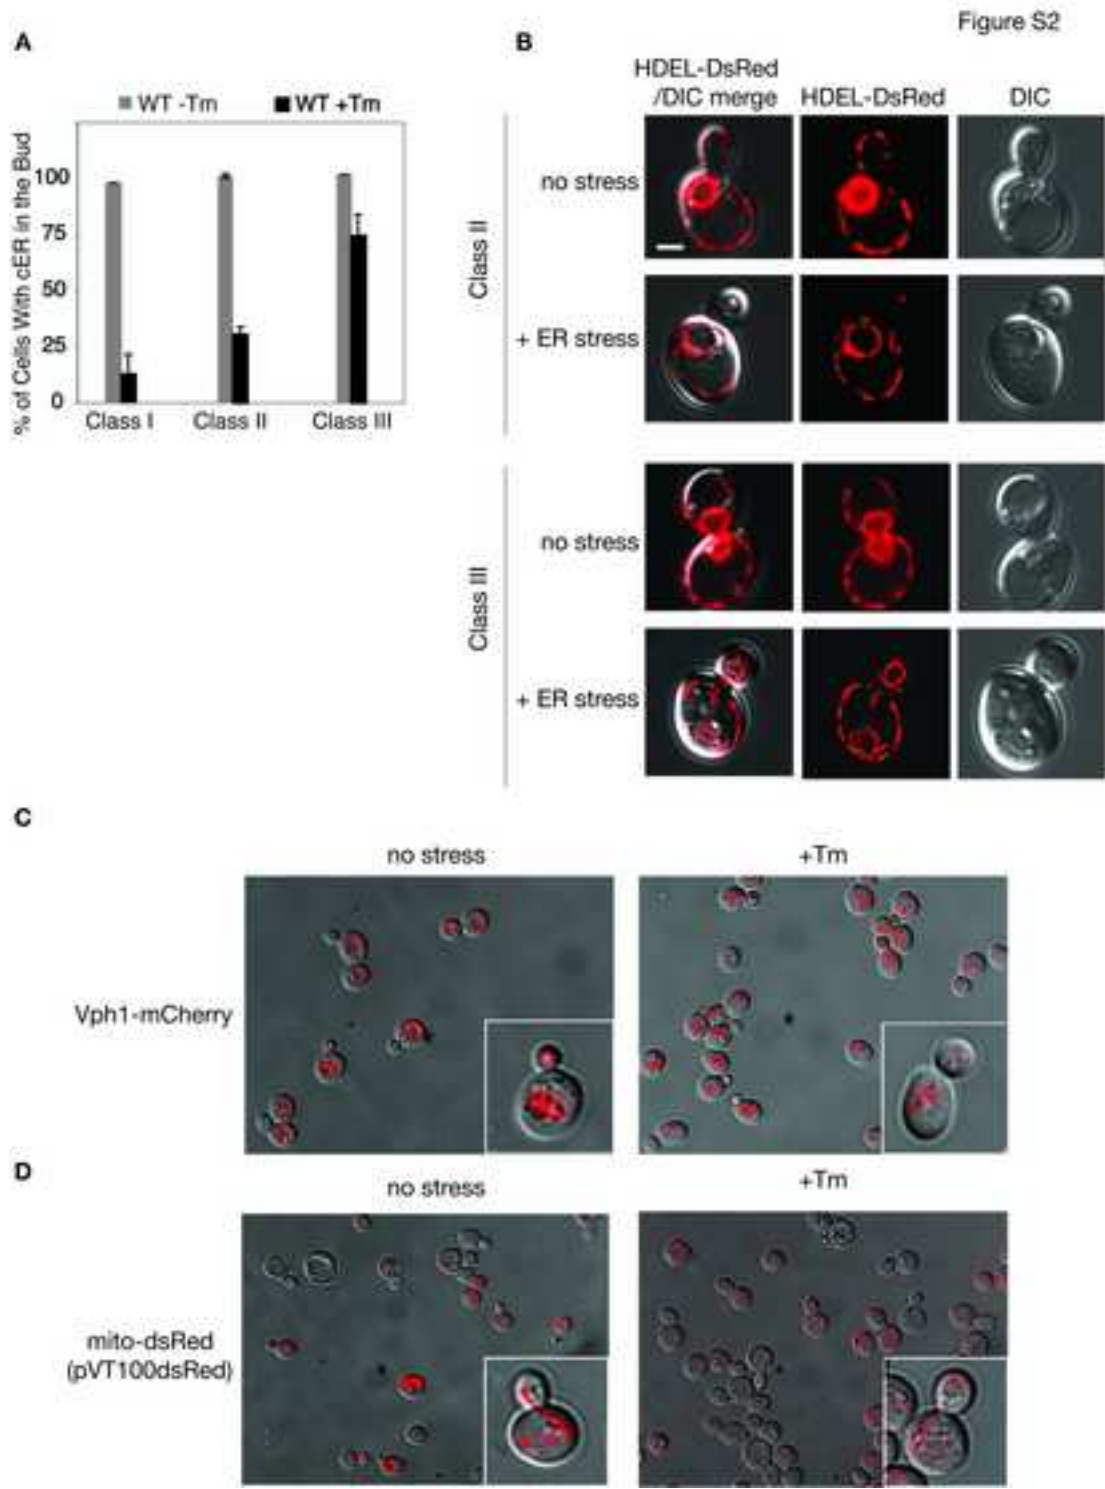 Figure S2
A
WT -Tm
WT +Tm
% of Cells With cER in the Bud
100
75
50
25
0
Class I
Class II
Class III
B
HDEL-DsRed
/DIC merge
HDEL-DsRed
DIC
Class II
no stress
+ ER stress
Class III
no stress
+ ER stress
C
no stress
+Tm
Vph1-mCherry
D
no stress
+Tm
mito-dsRed
(pVT100dsRed)